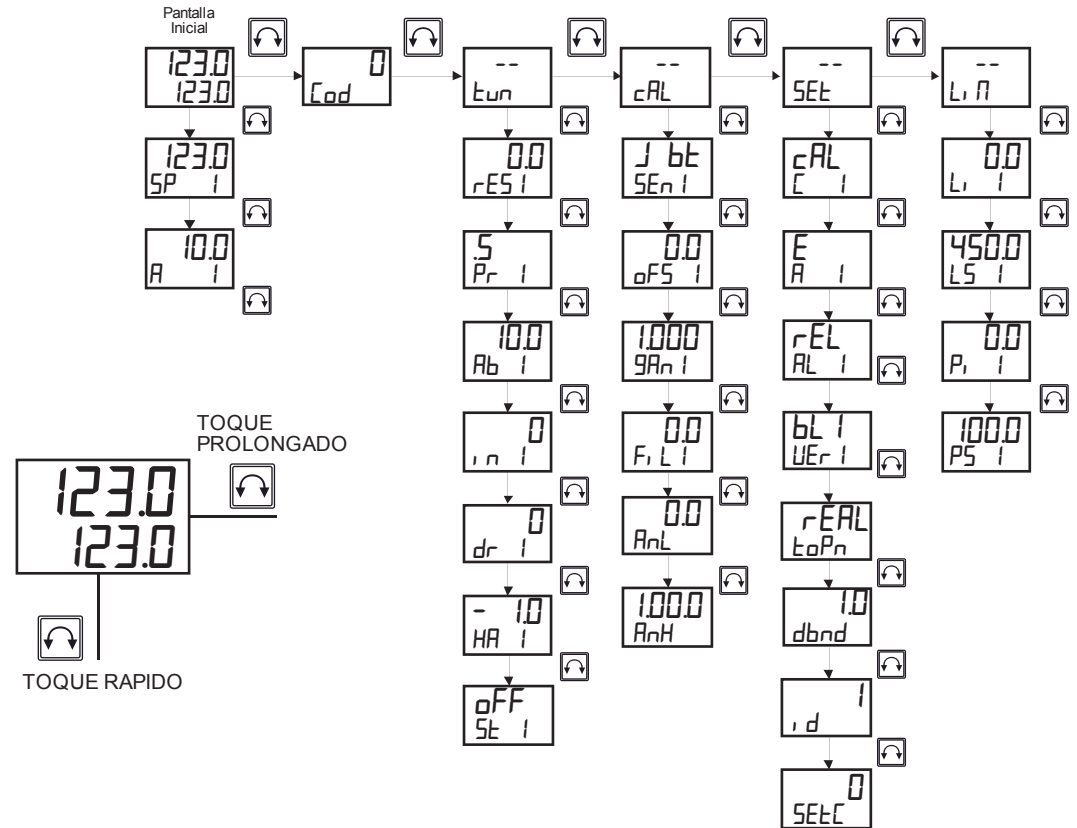 Pantalla
Inicial
123.0
123.0
0
Cod
--
tun
--
cAL
--
SEt
--
Lin
123.0
SP 1
0.0
rES1
J bt
SEn1
cAL
C 1
0.0
Li 1
10.0
A 1
.5
Pr 1
0.0
oFS 1
E
A 1
450.0
LS 1
10.0
Ab 1
1.000
gAn1
rEL
AL 1
0.0
Pi 1
0
in 1
0.0
FiL1
bL 1
UEr1
100.0
PS 1
0
dr 1
0.0
AnL
rEAL
toPn
- 1.0
HA 1
1.00.0
AnH
1.0
dbnd
oFF
St 1
1
id
0
SEtC
TOQUE
PROLONGADO
123.0
123.0
TOQUE RAPIDO